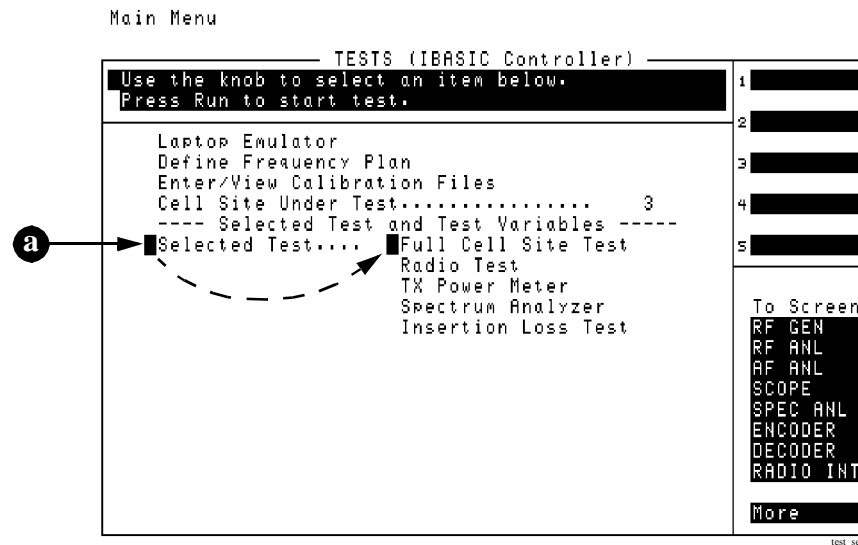 Main Menu
TESTS (IBASIC Controller)
Use the knob to select an item below.
Press Run to start test.
Laptop Emulator
Define Frequency Plan
Enter/View Calibration Files
Cell Site Under Test................ 3
---- Selected Test and Test Variables -----
a
Selected Test.... Full Cell Site Test
Radio Test
TX Power Meter
Spectrum Analyzer
Insertion Loss Test
1
2
3
4
5
To Screen
RF GEN
RF ANL
AF ANL
SCOPE
SPEC ANL
ENCODER
DECODER
RADIO INT
More